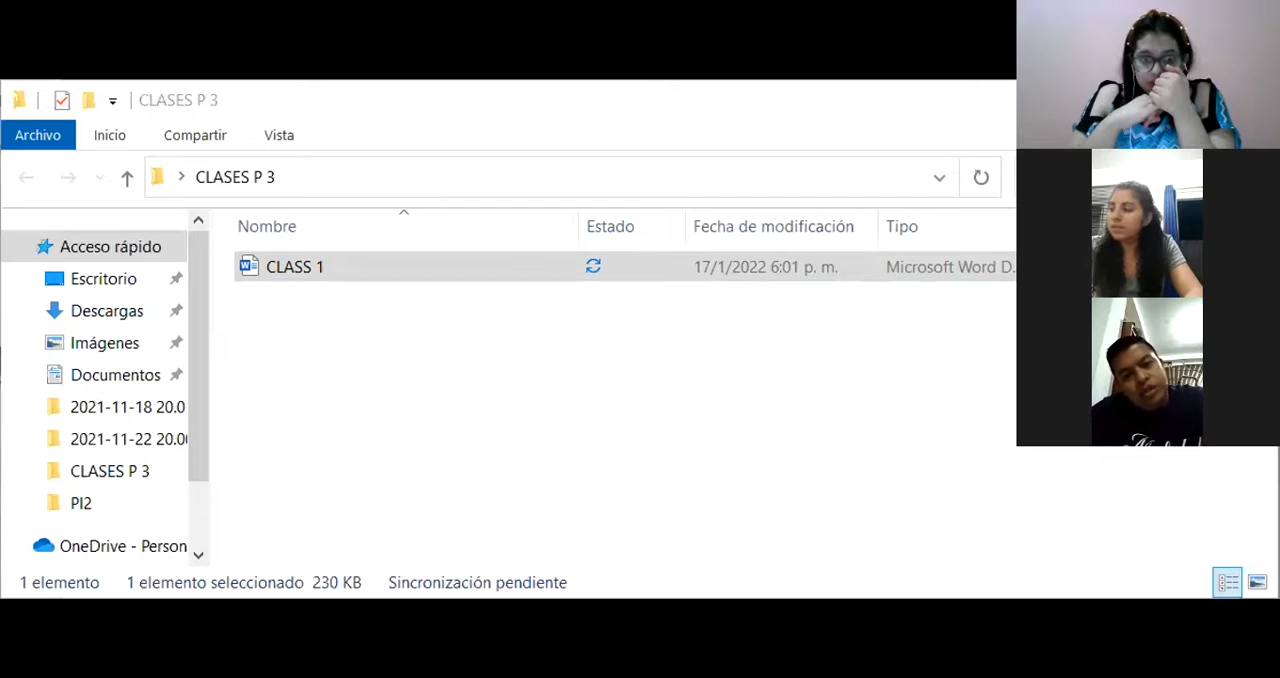 CLASES P 3
Archivo Inicio Compartir Vista
CLASES P 3
Nombre Estado Fecha de modificación Tipo
Acceso rápido
CLASS 1 17/1/2022 6:01 p. m. Microsoft Word D.
Escritorio
Descargas
Imágenes
Documentos
2021-11-18 20.0
2021-11-22 20.0
CLASES P 3
PI2
OneDrive - Person
1 elemento 1 elemento seleccionado 230 KB Sincronización pendiente